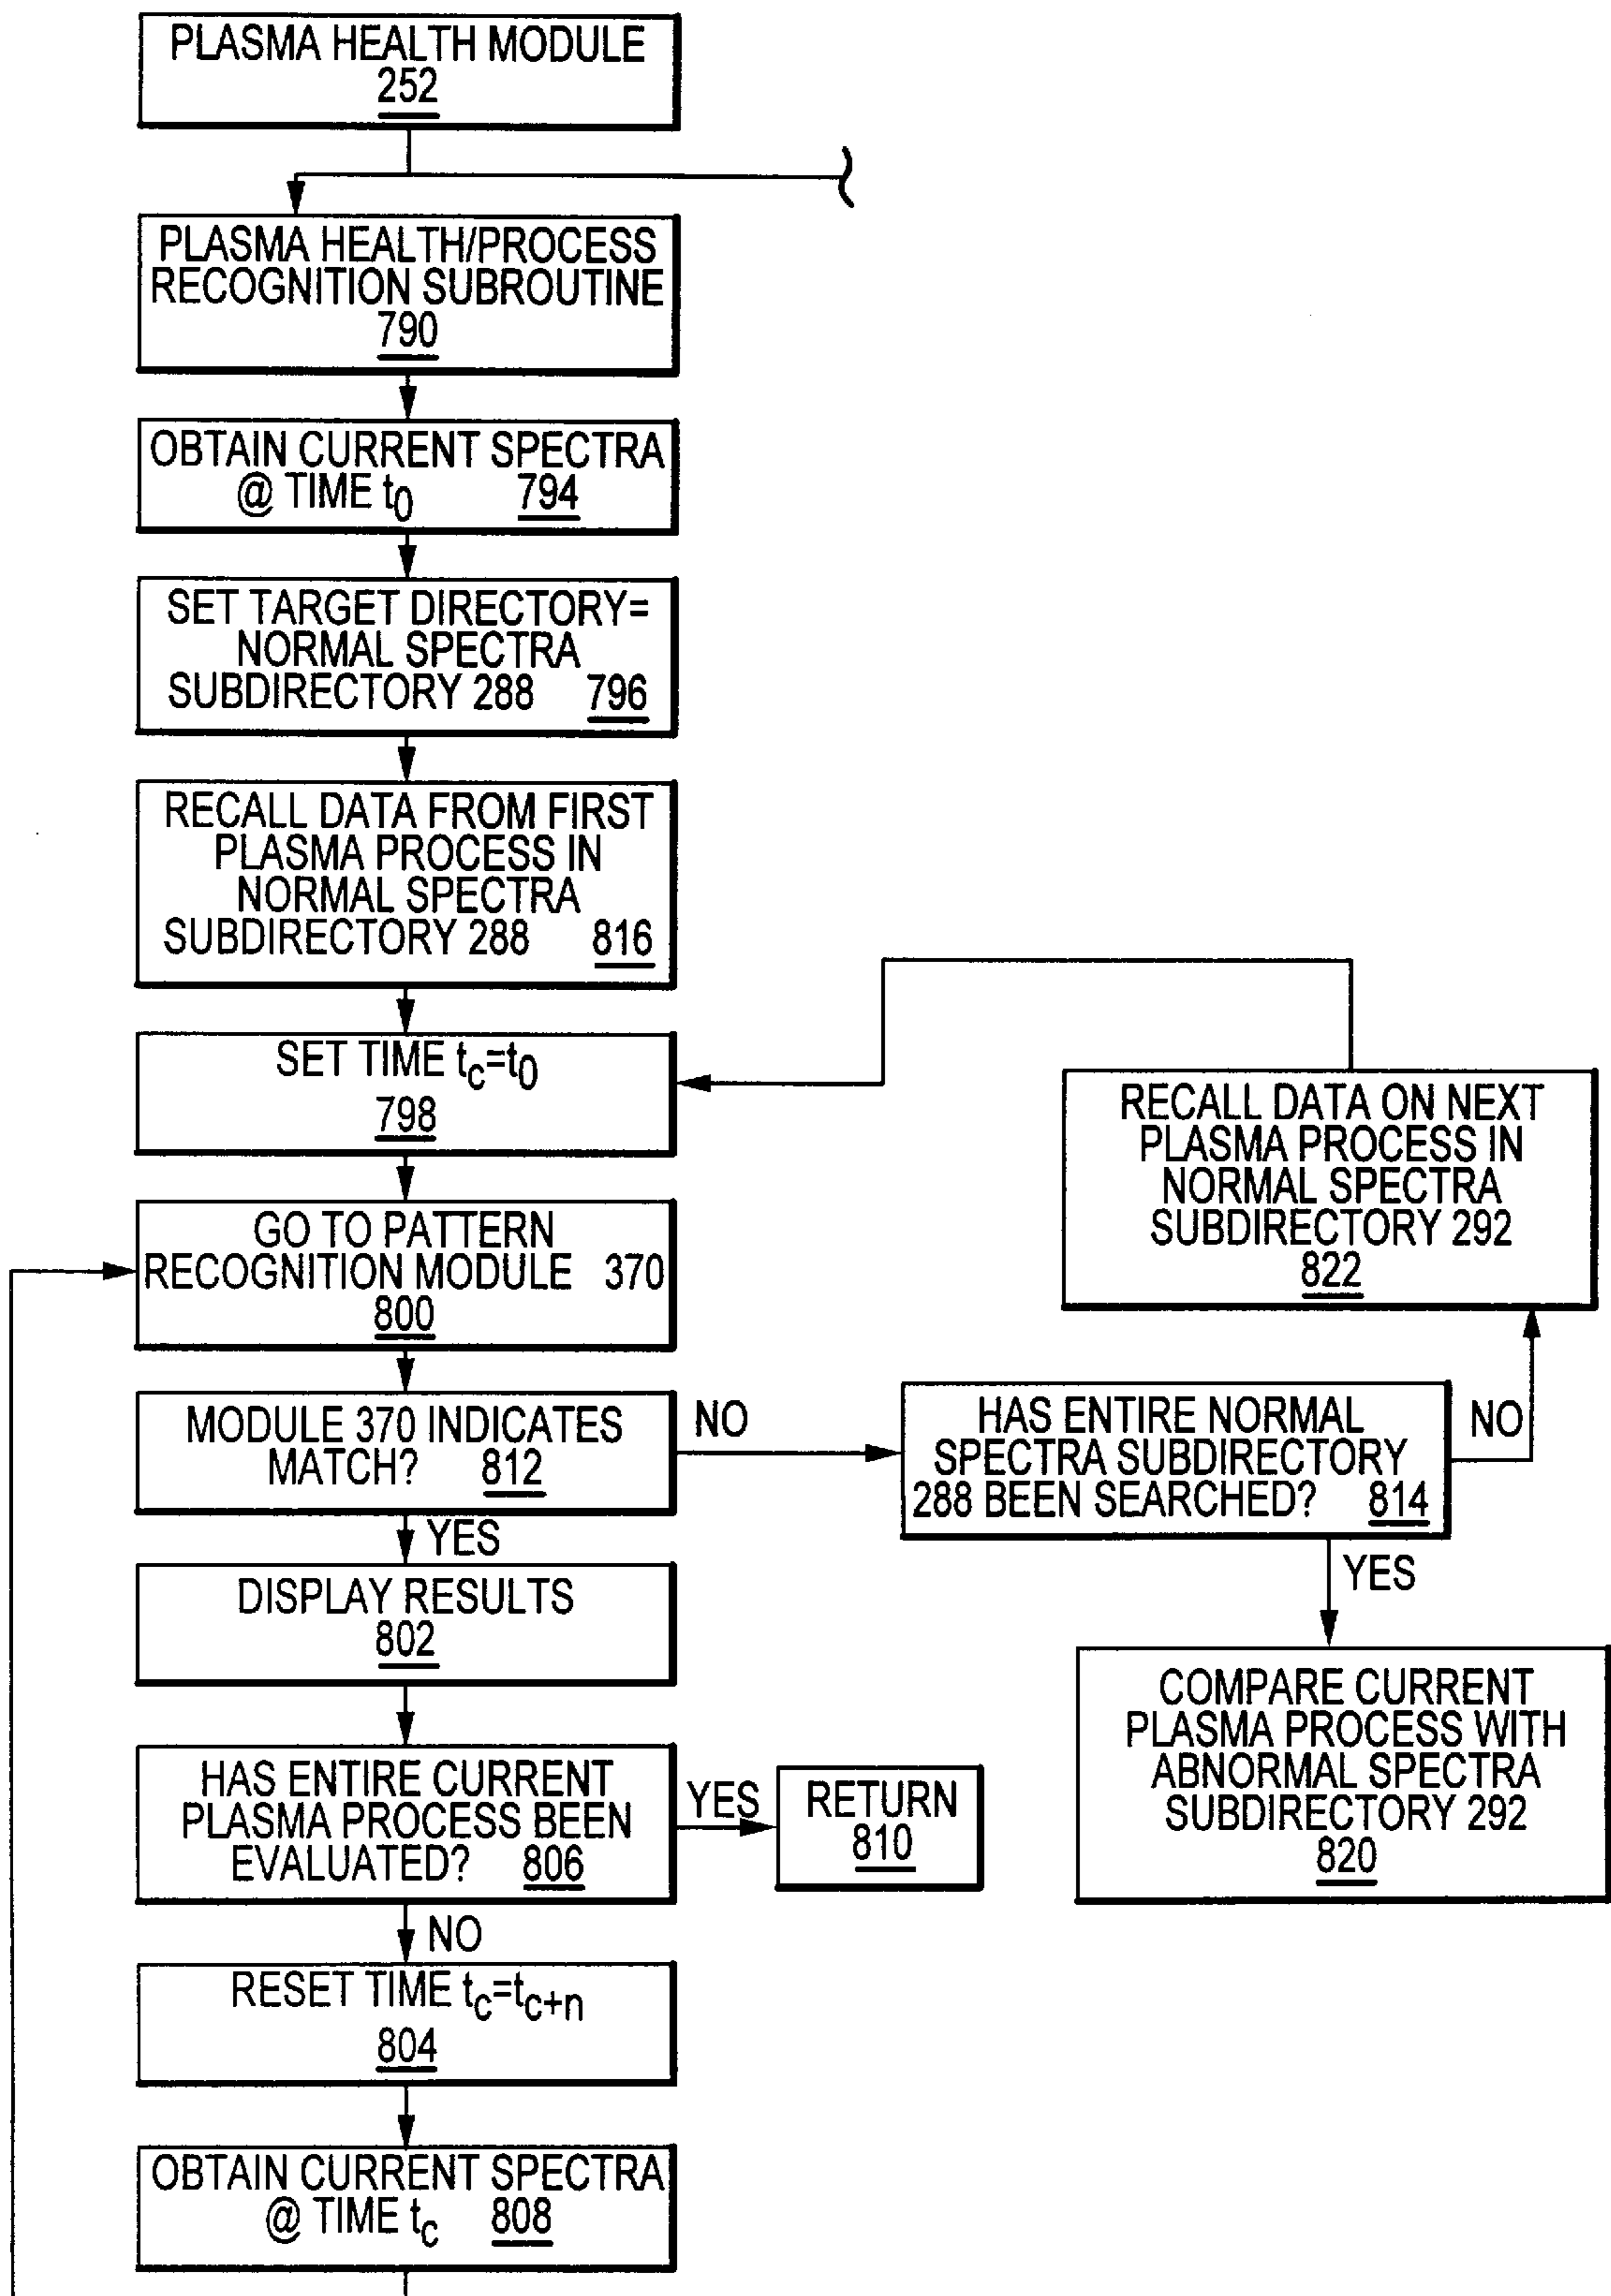 PLASMA HEALTH MODULE
252
PLASMA HEALTH/PROCESS
RECOGNITION SUBROUTINE
790
OBTAIN CURRENT SPECTRA
@ TIME t0 794
SET TARGET DIRECTORY=
NORMAL SPECTRA
SUBDIRECTORY 288 796
RECALL DATA FROM FIRST
PLASMA PROCESS IN
NORMAL SPECTRA
SUBDIRECTORY 288 816
SET TIME tc=t0
798
RECALL DATA ON NEXT
PLASMA PROCESS IN
NORMAL SPECTRA
SUBDIRECTORY 292
822
GO TO PATTERN
RECOGNITION MODULE 370
800
MODULE 370 INDICATES
MATCH? 812
NO
HAS ENTIRE NORMAL
SPECTRA SUBDIRECTORY
288 BEEN SEARCHED? 814
NO
YES
YES
DISPLAY RESULTS
802
COMPARE CURRENT
PLASMA PROCESS WITH
ABNORMAL SPECTRA
SUBDIRECTORY 292
820
HAS ENTIRE CURRENT
PLASMA PROCESS BEEN
EVALUATED? 806
YES
RETURN
810
NO
RESET TIME tc=tc+n
804
OBTAIN CURRENT SPECTRA
@ TIME tc 808